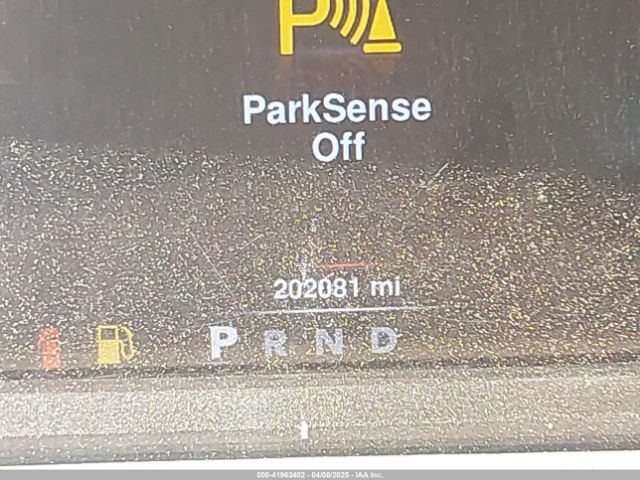 P
ParkSense
Off
202081 mi
P R N D
000-41963402 - 04/08/2025 - IAA Inc.